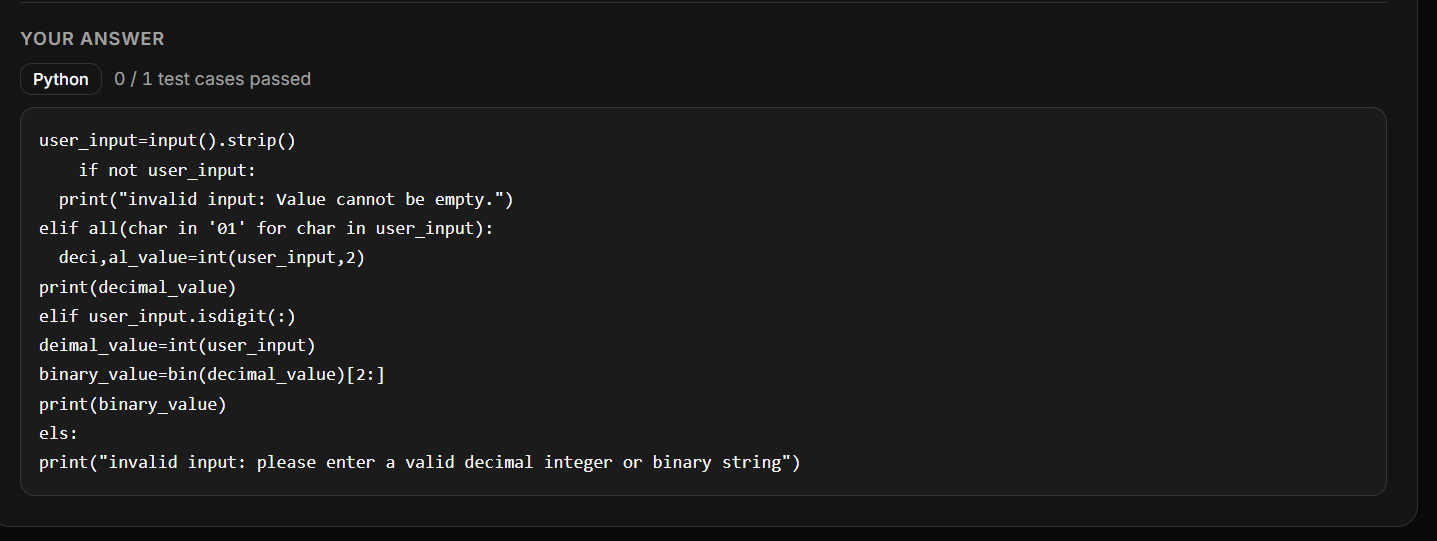 YOUR ANSWER
Python 0 / 1 test cases passed
user_input=input().strip()
    if not user_input:
  print("invalid input: Value cannot be empty.")
elif all(char in '01' for char in user_input):
  deci,al_value=int(user_input,2)
print(decimal_value)
elif user_input.isdigit(:)
deimal_value=int(user_input)
binary_value=bin(decimal_value)[2:]
print(binary_value)
els:
print("invalid input: please enter a valid decimal integer or binary string")